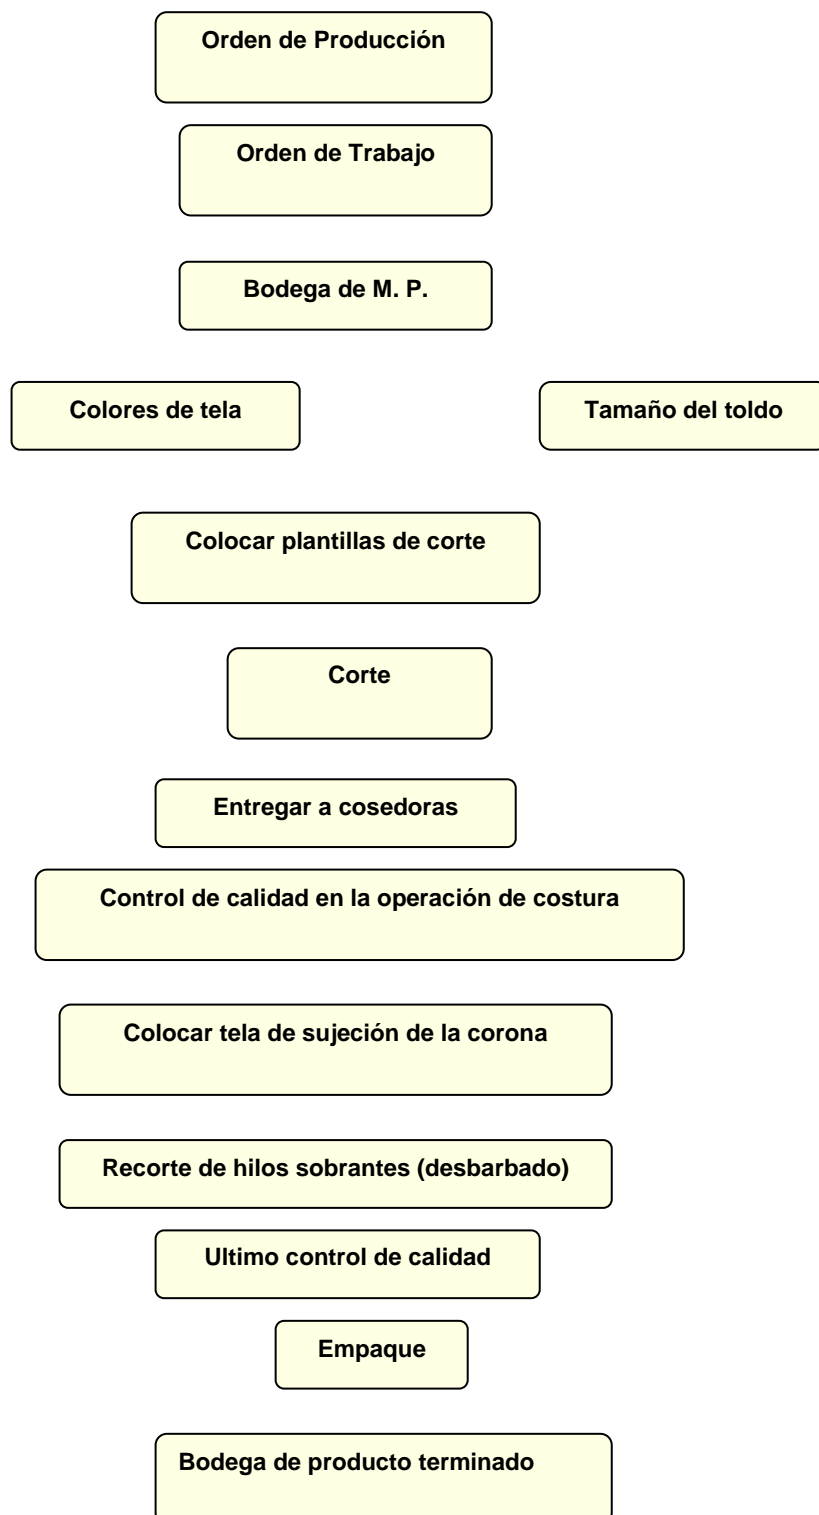 Orden de Producción
Orden de Trabajo
Bodega de M. P.
Colores de tela
Tamaño del toldo
Colocar plantillas de corte
Corte
Entregar a cosedoras
Control de calidad en la operación de costura
Colocar tela de sujeción de la corona
Recorte de hilos sobrantes (desbarbado)
Ultimo control de calidad
Empaque
Bodega de producto terminado